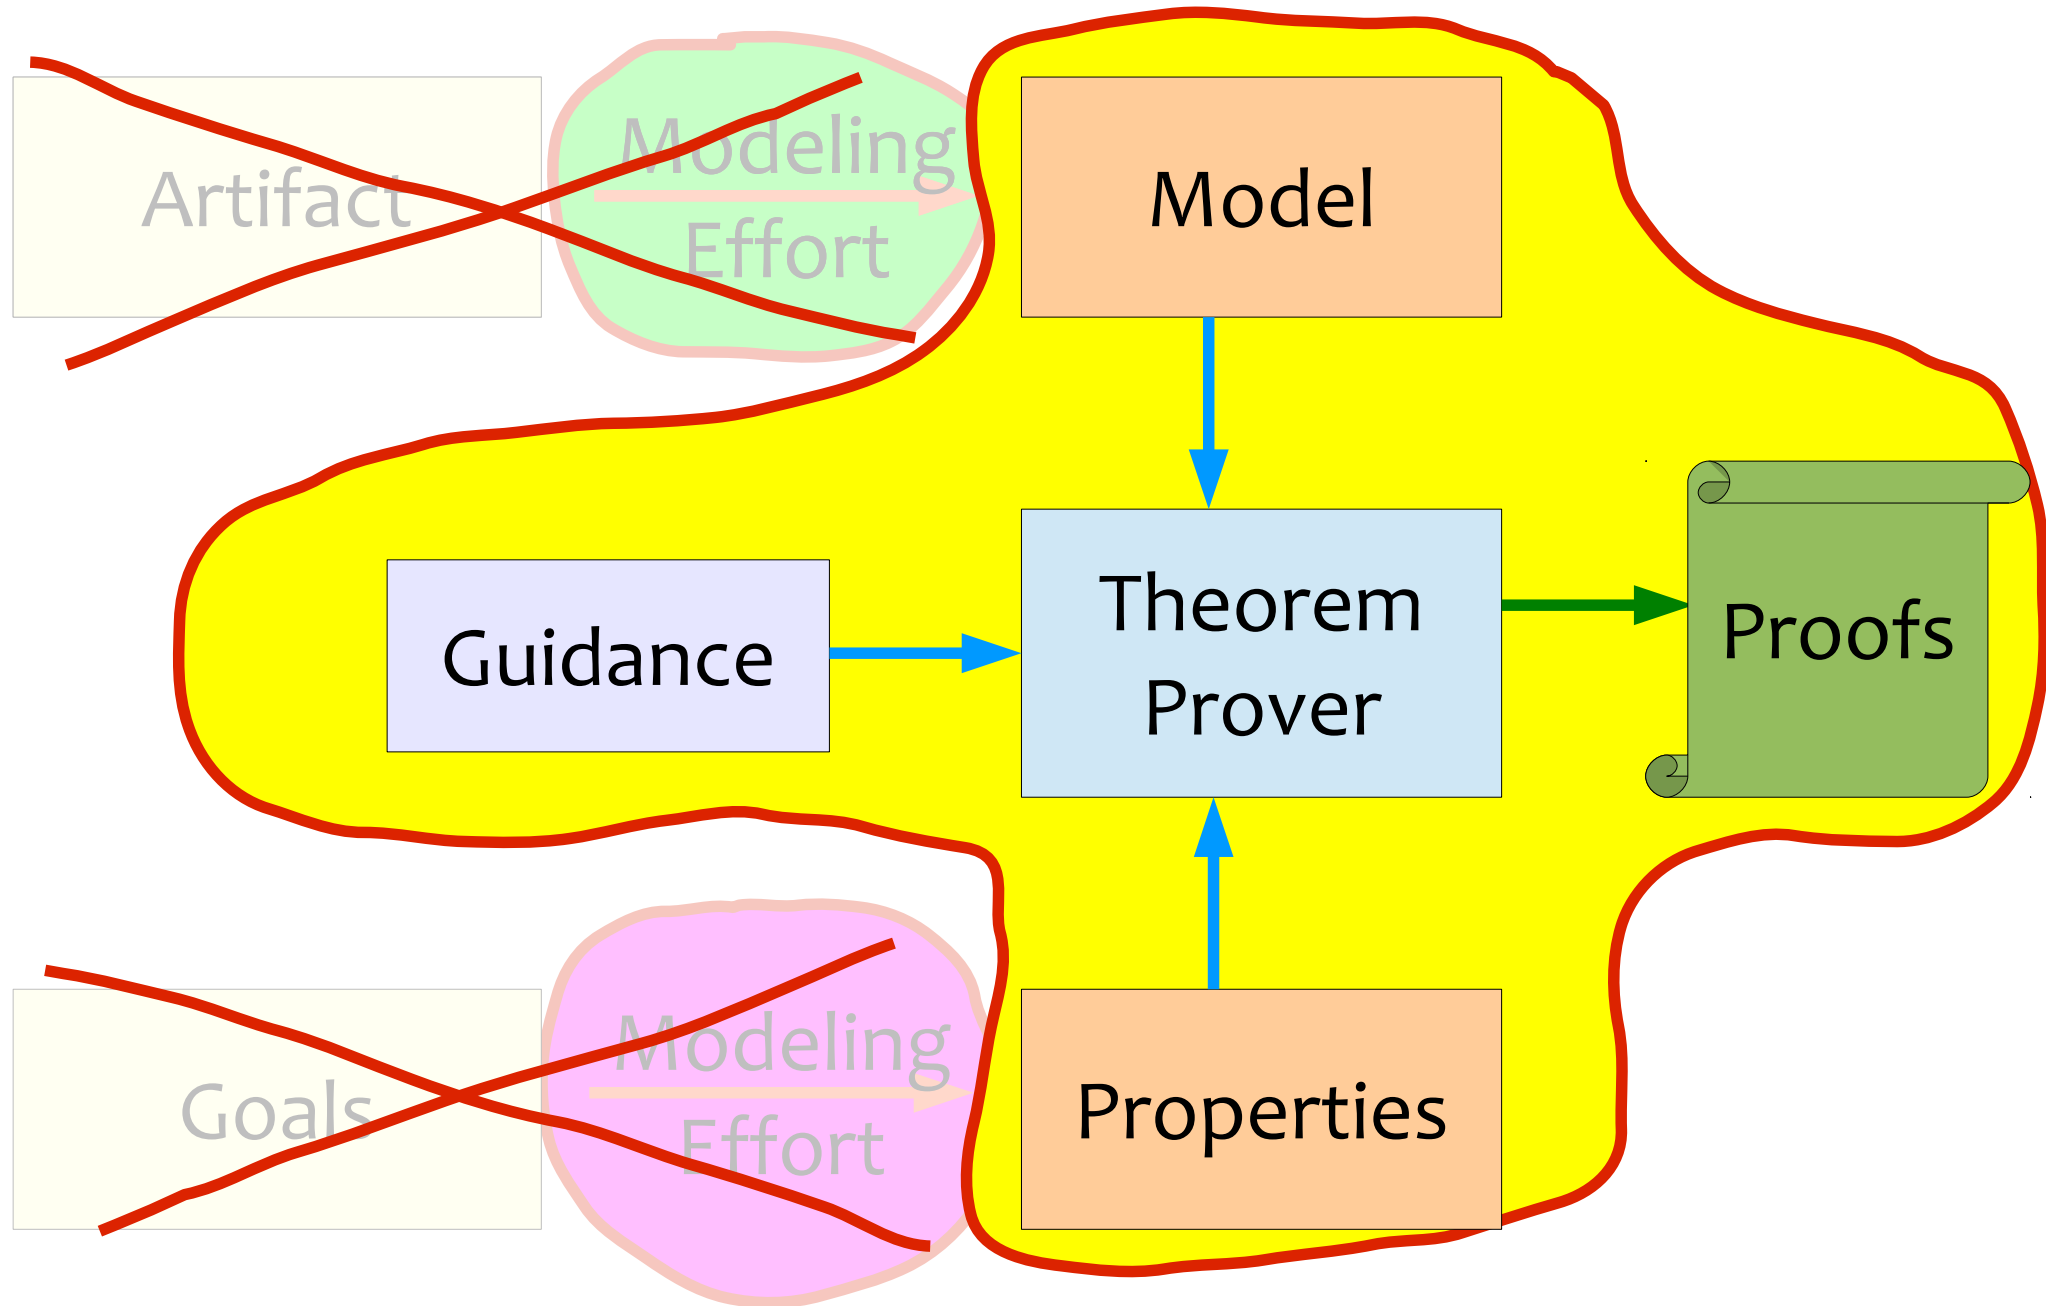 Artifact
Modeling
Effort
Model
Guidance
Theorem
Prover
Proofs
Goals
Modeling
Effort
Properties